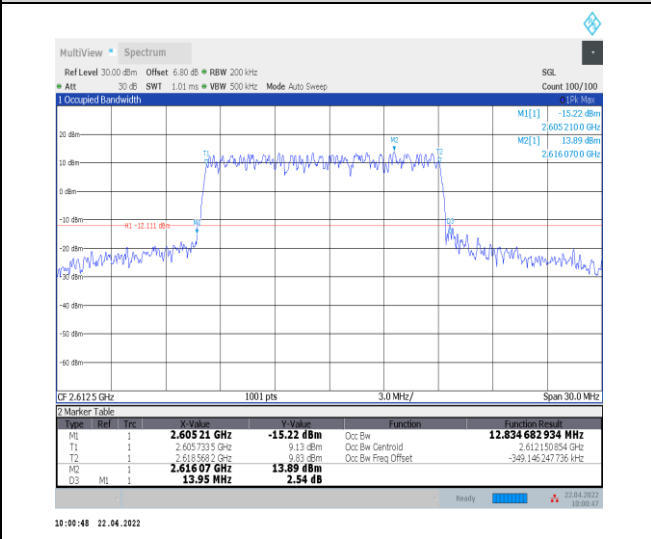 MultiView Spectrum
Ref Level 30.00 dBm Offset 6.80 dB RBW 200 kHz SGL
Att 30 dB SWT 1.01 ms VBW 500 kHz Mode Auto Sweep Count 100/100
1 Occupied Bandwidth 1Pk Max
M1[1] -15.22 dBm
2.605 210 0 GHz
M2[1] 13.89 dBm
2.616 070 0 GHz
20 dBm
M2
T1 T2
10 dBm
0 dBm
-10 dBm
H1 -12.111 dBm M1 D3
-20 dBm
-30 dBm
-40 dBm
-50 dBm
-60 dBm
CF 2.612 5 GHz 1001 pts 3.0 MHz/ Span 30.0 MHz
2 Marker Table
Type Ref Trc X-Value Y-Value Function Function Result
M1 1 2.605 21 GHz -15.22 dBm Occ Bw 12.834 682 934 MHz
T1 1 2.605 733 5 GHz 9.13 dBm Occ Bw Centroid 2.612 150 854 GHz
T2 1 2.618 568 2 GHz 9.83 dBm Occ Bw Freq Offset -349.146 247 736 kHz
M2 1 2.616 07 GHz 13.89 dBm
D3 M1 1 13.95 MHz 2.54 dB
Ready 22.04.2022
10:00:47
10:00:48 22.04.2022